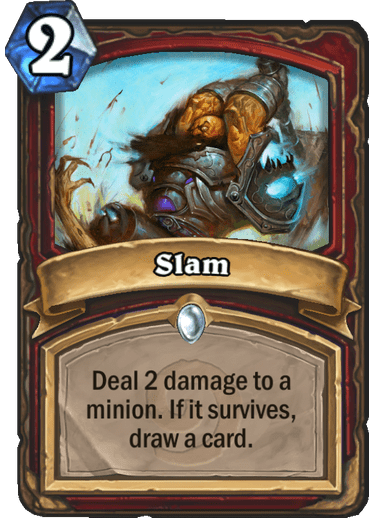 2
Slam
Deal 2 damage to a
minion. If it survives,
draw a card.